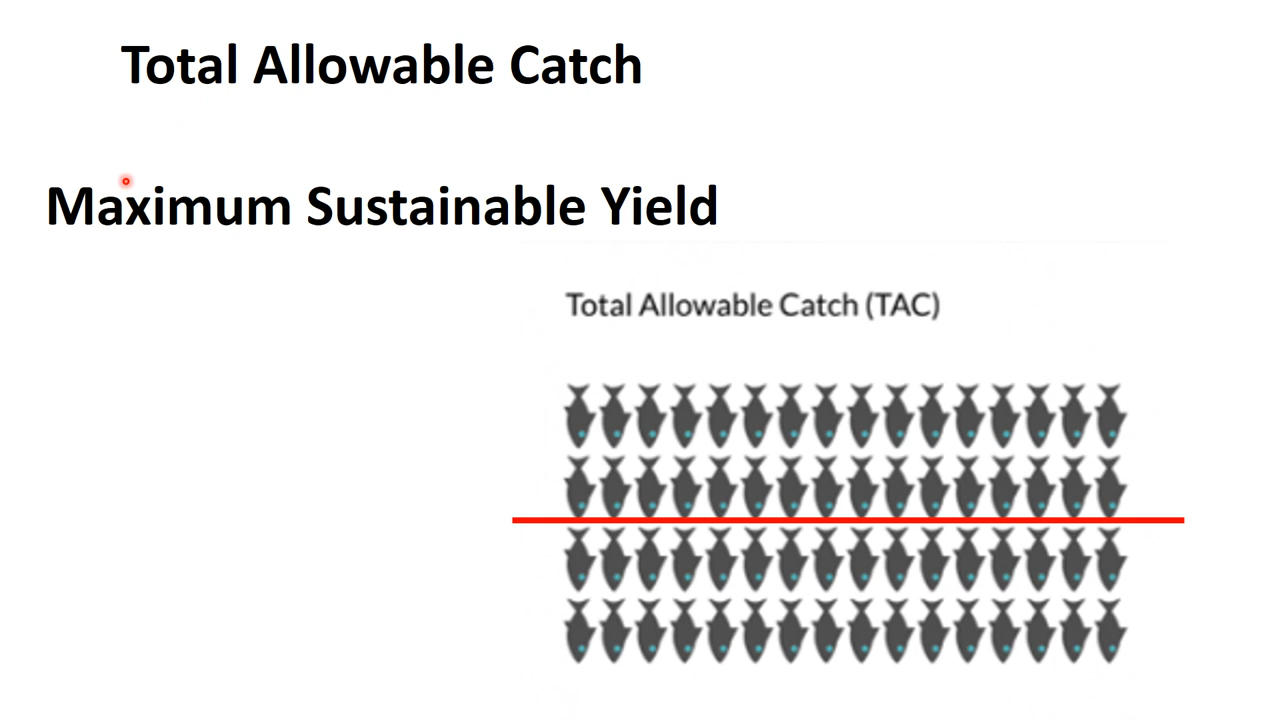 Total Allowable Catch
Maximum Sustainable Yield
Total Allowable Catch (TAC)